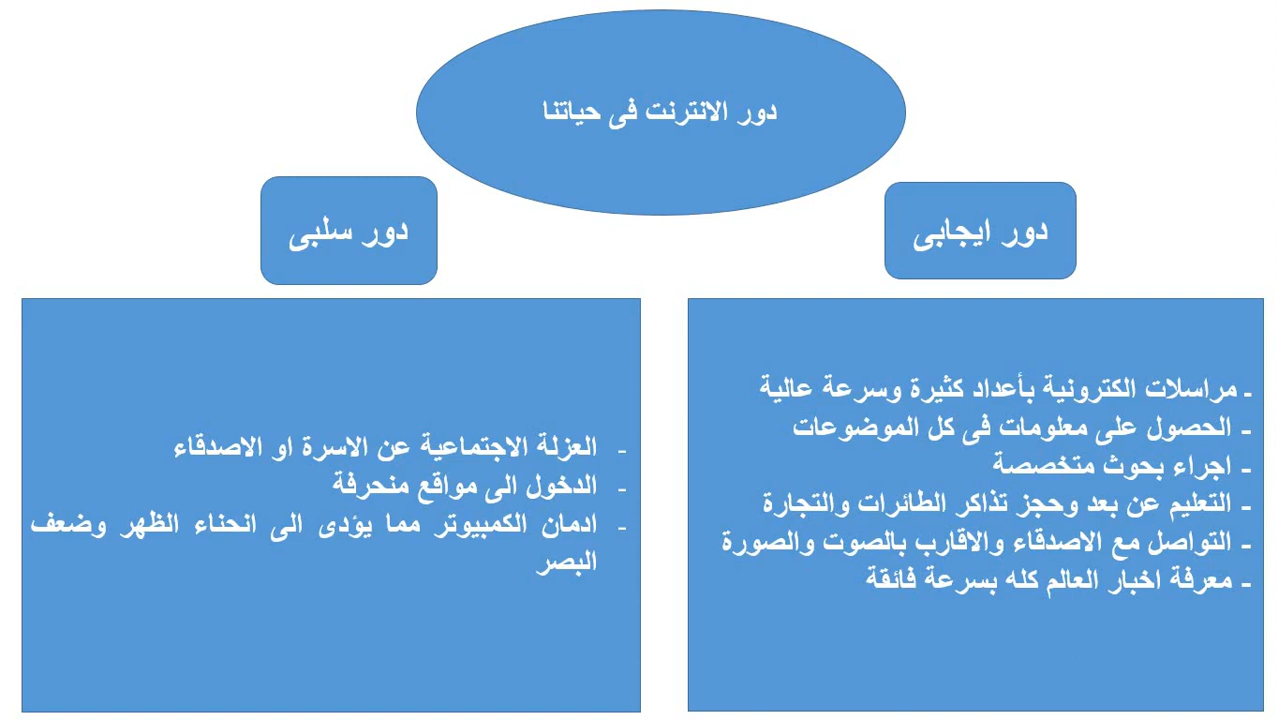 دور الانترنت فى حياتنا
دور ايجابى
- مراسلات الكترونية بأعداد كثيرة وسرعة عالية
- الحصول على معلومات فى كل الموضوعات
- اجراء بحوث متخصصة
- التعليم عن بعد وحجز تذاكر الطائرات والتجارة
- التواصل مع الاصدقاء والاقارب بالصوت والصورة
- معرفة اخبار العالم كله بسرعة فائقة
دور سلبى
- العزلة الاجتماعية عن الاسرة او الاصدقاء
- الدخول الى مواقع منحرفة
- ادمان الكمبيوتر مما يؤدى الى انحناء الظهر وضعف
البصر